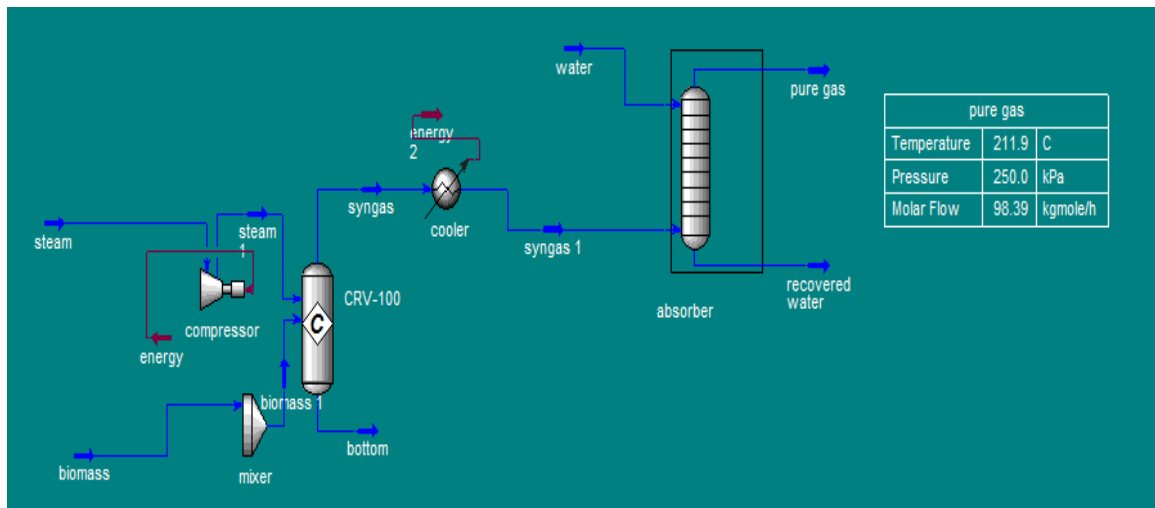 water
pure gas
pure gas
Temperature 211.9 C
Pressure 250.0 kPa
Molar Flow 98.39 kgmole/h
energy
2
syngas
cooler
steam
steam
1
syngas 1
recovered
water
absorber
CRV-100
C
compressor
energy
biomass 1
bottom
biomass
mixer